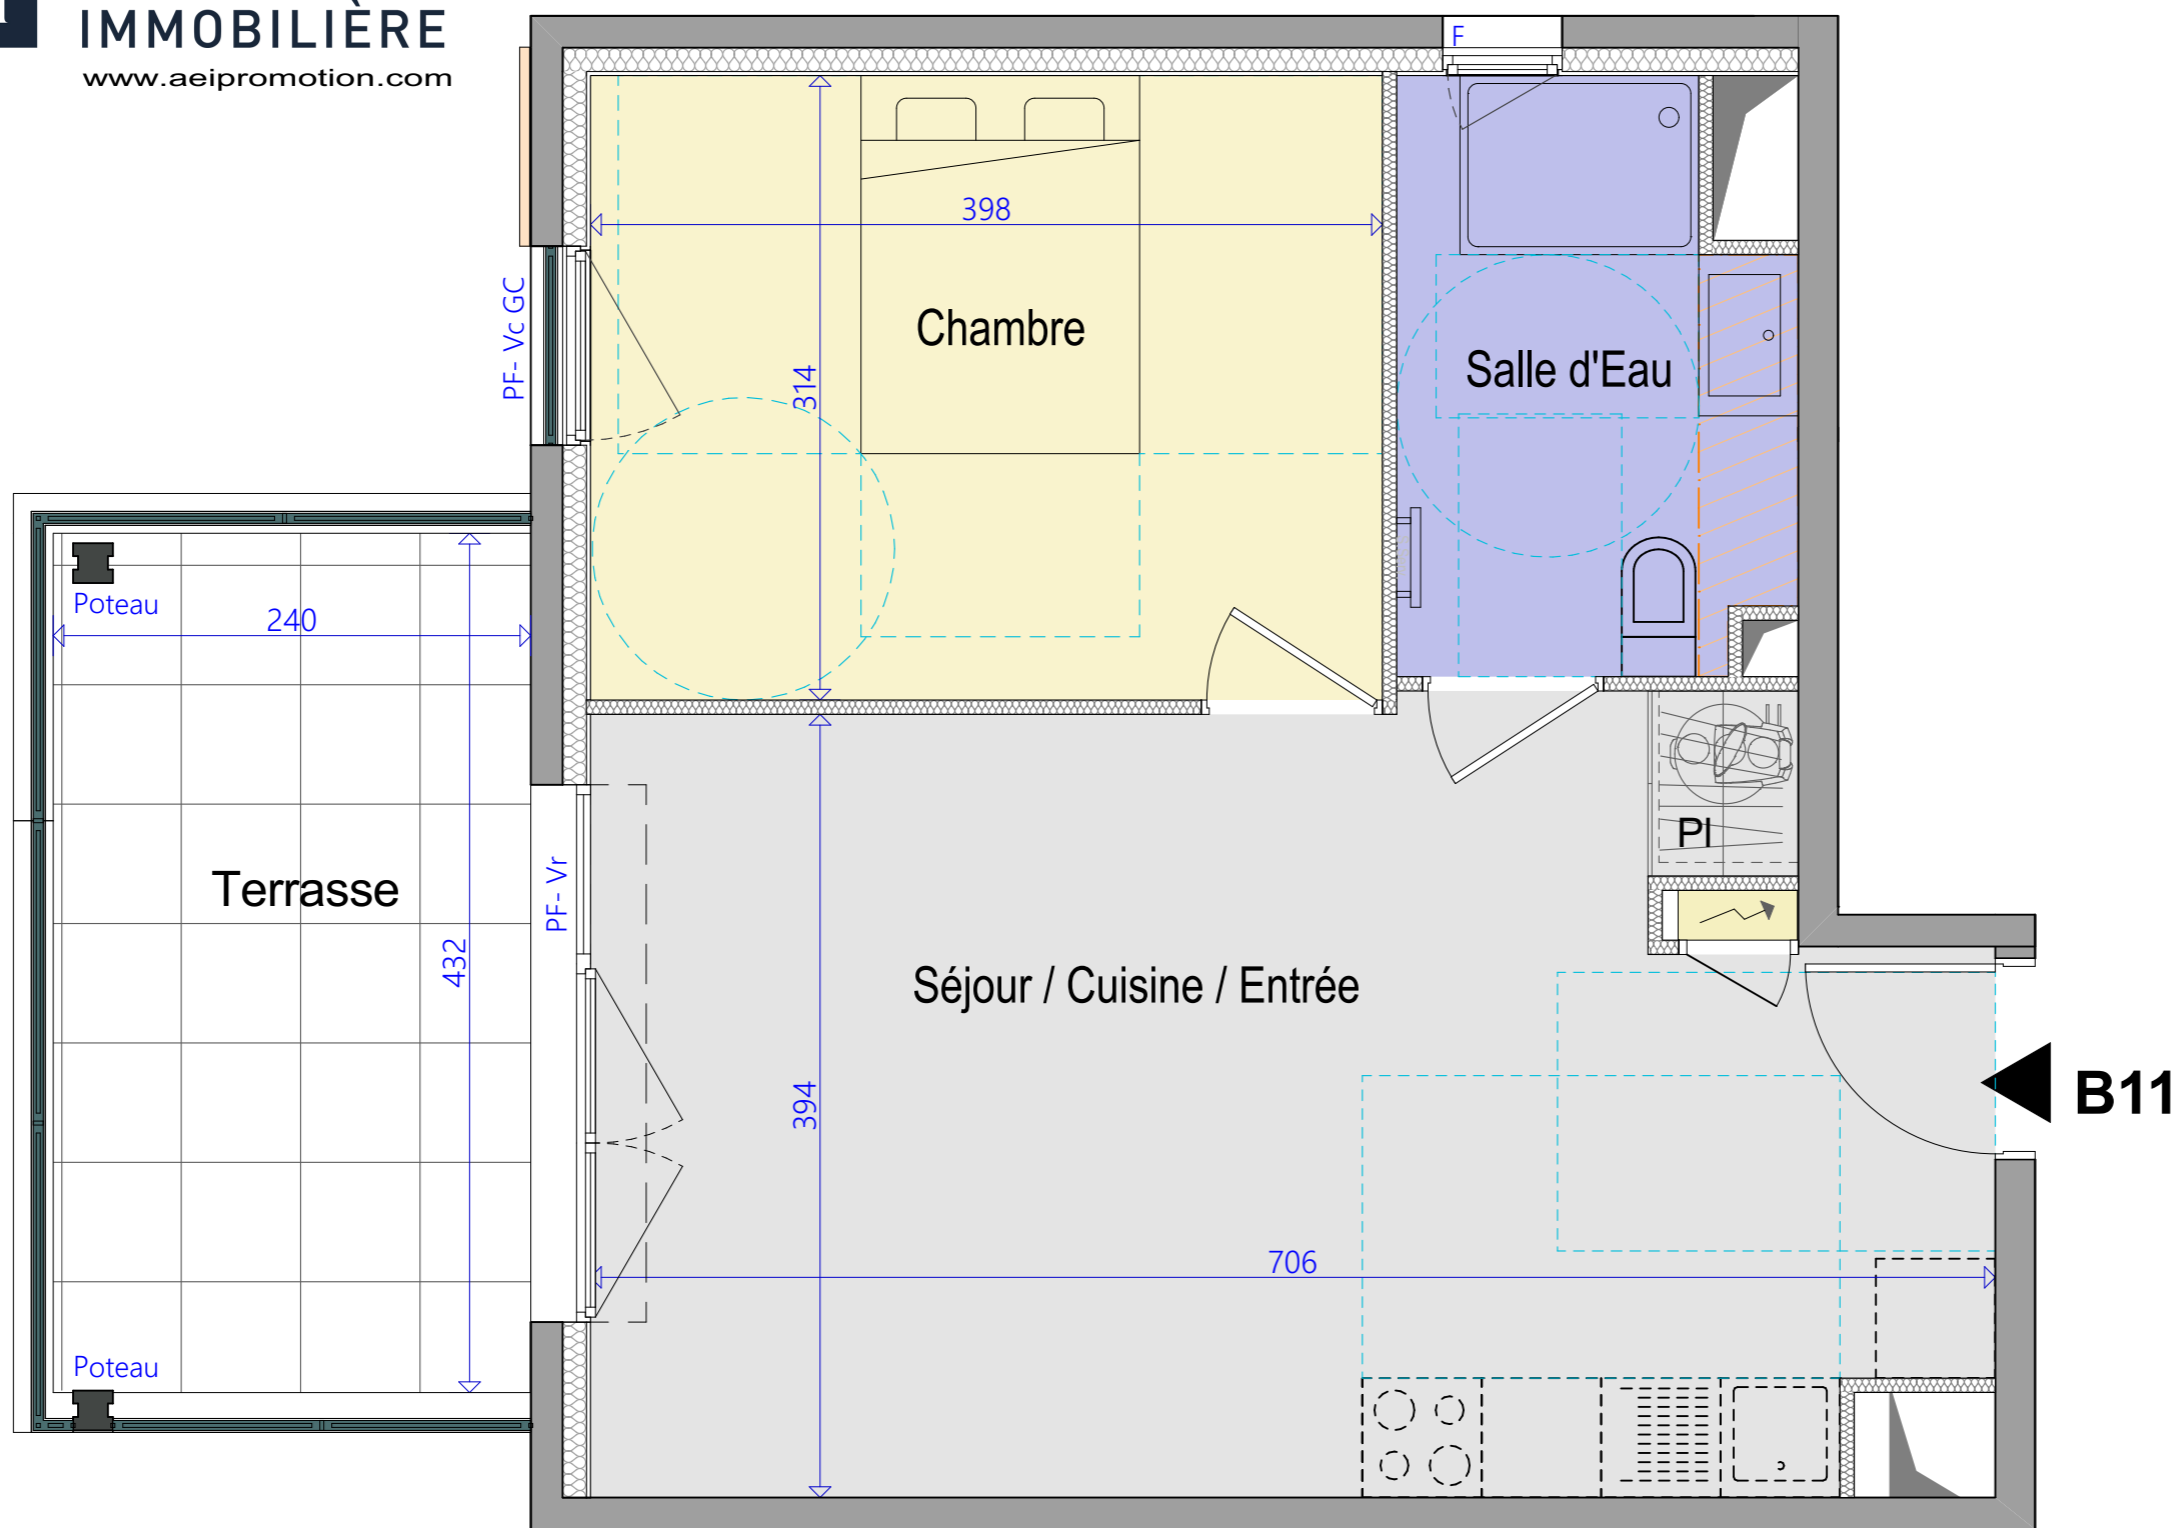 IMMOBILIÈRE
www.aeipromotion.com
F
398
PF- Vc GC
Chambre
314
Salle d'Eau
Poteau
240
Pl
Terrasse
PF- Vr
432
Séjour / Cuisine / Entrée
B11
394
706
Poteau